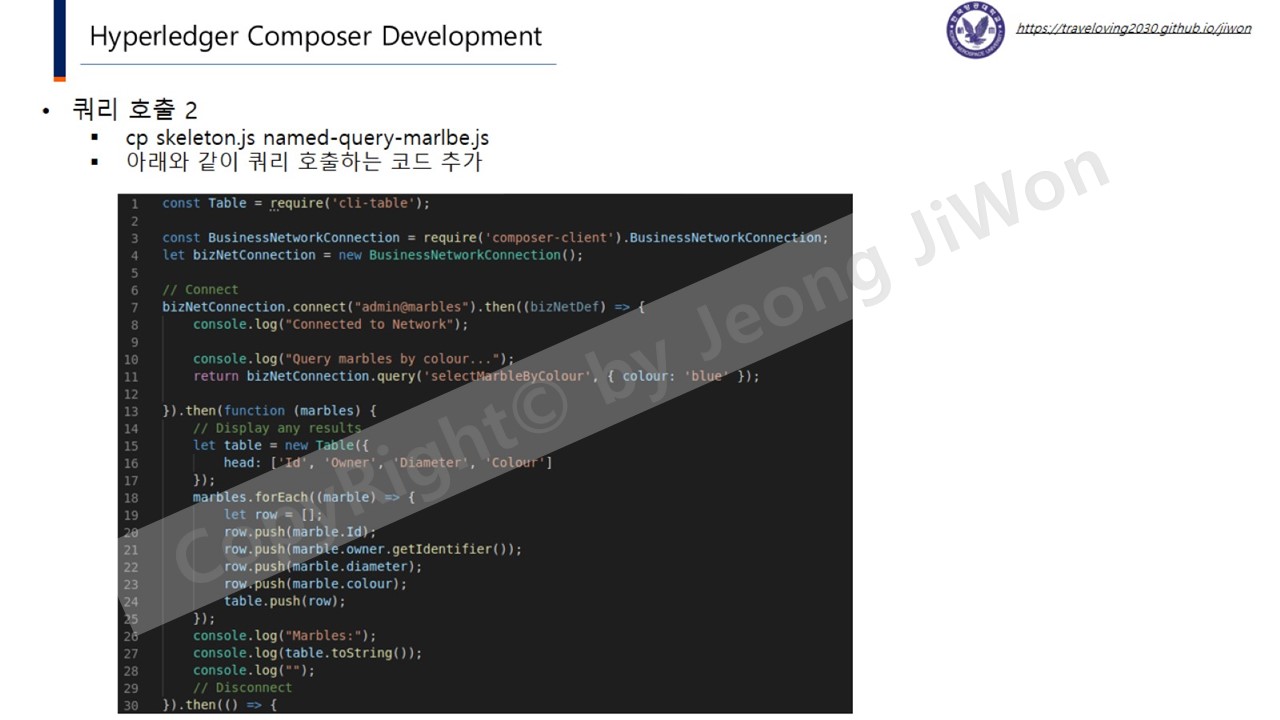 Hyperledger Composer Development
https://traveloving2030.github.io/jiwon
• 쿼리 호출 2
▪ cp skeleton.js named-query-marlbe.js
▪ 아래와 같이 쿼리 호출하는 코드 추가
1 const Table = require('cli-table');
2
3 const BusinessNetworkConnection = require('composer-client').BusinessNetworkConnection;
4 let bizNetConnection = new BusinessNetworkConnection();
5
6 // Connect
7 bizNetConnection.connect("admin@marbles").then((bizNetDef) => {
8     console.log("Connected to Network");
9
10     console.log("Query marbles by colour...");
11     return bizNetConnection.query('selectMarbleByColour', { colour: 'blue' });
12
13 }).then(function (marbles) {
14     // Display any results
15     let table = new Table({
16         head: ['Id', 'Owner', 'Diameter', 'Colour']
17     });
18     marbles.forEach((marble) => {
19         let row = [];
20         row.push(marble.Id);
21         row.push(marble.owner.getIdentifier());
22         row.push(marble.diameter);
23         row.push(marble.colour);
24         table.push(row);
25     });
26     console.log("Marbles:");
27     console.log(table.toString());
28     console.log("");
29     // Disconnect
30 }).then(() => {
CopyRight© by Jeong JiWon